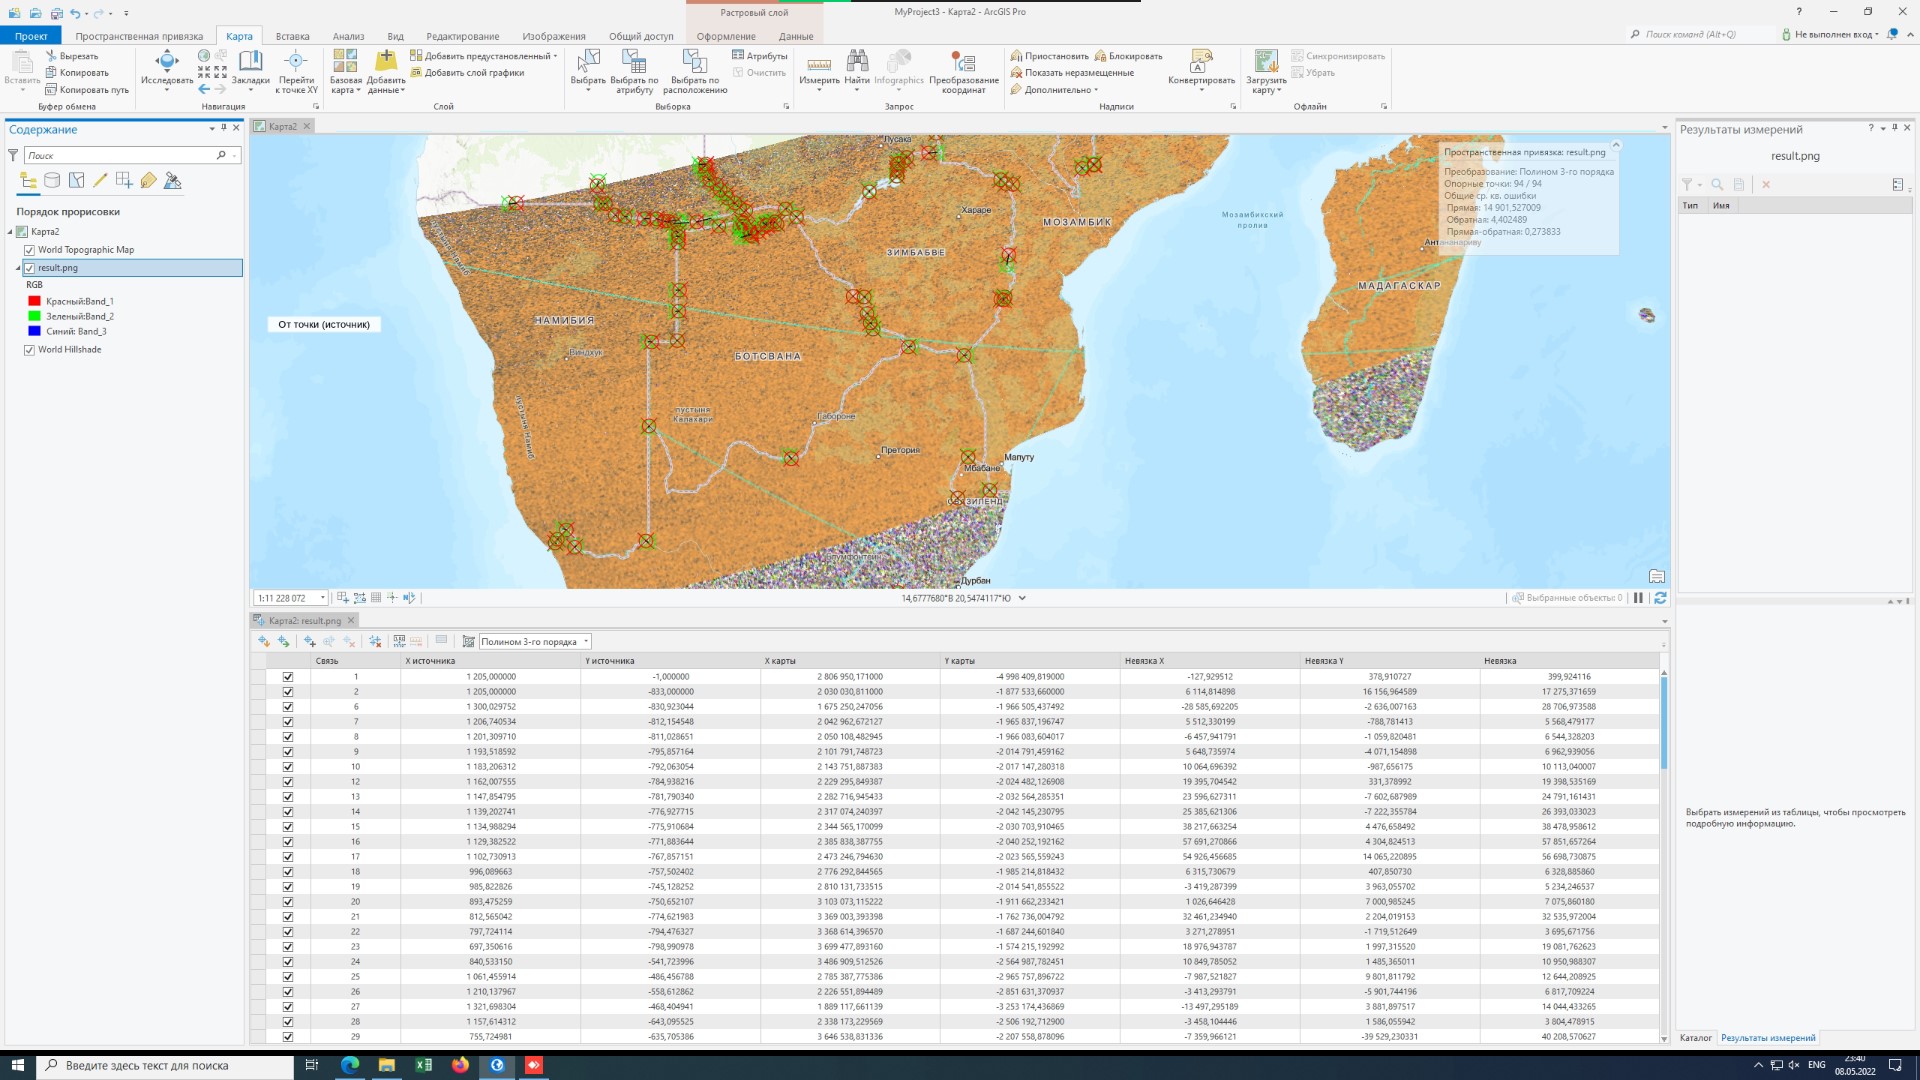 Растровый слой
MyProject3 - Карта2 - ArcGIS Pro
?
Проект Пространственная привязка Карта Вставка Анализ Вид Редактирование Изображения Общий доступ Оформление Данные
Поиск команд (Alt+Q)
Не выполнен вход
Вставить Вырезать Копировать Копировать путь
Буфер обмена
Исследовать Закладки Перейти к точке XY
Навигация
Базовая карта Добавить данные Добавить предустановленный Добавить слой графики
Слой
Выбрать Выбрать по атрибуту Выбрать по расположению Атрибуты Очистить
Выборка
Измерить Найти Infographics Преобразование координат
Запрос
Приостановить Блокировать Показать неразмещенные Дополнительно Конвертировать
Надписи
Загрузить карту Синхронизировать Убрать
Офлайн
Содержание
Поиск
Порядок прорисовки
Карта2
World Topographic Map
result.png
RGB
Красный:Band_1
Зеленый:Band_2
Синий: Band_3
World Hillshade
Карта2
От точки (источник)
Лусака
Хараре
МОЗАМБИК
ЗИМБАБВЕ
Мозамбикский пролив
НАМИБИЯ
Виндхук
БОТСВАНА
пустыня Калахари
пустыня Намиб
Габороне
Претория
Мапуту
Мбабане
СВАЗИЛЕНД
Блумфонтейн
Дурбан
МАДАГАСКАР
Антананариву
Пространственная привязка: result.png
Преобразование: Полином 3-го порядка
Опорные точки: 94 / 94
Общие ср. кв. ошибки
Прямая: 14 901,527009
Обратная: 4,402489
Прямая-обратная: 0,273833
1:11 228 072
14,6777680°В 20,5474117°Ю
Выбранные объекты: 0
Карта2: result.png
Полином 3-го порядка
Связь X источника Y источника X карты Y карты Невязка X Невязка Y Невязка
1 1 205,000000 -1,000000 2 806 950,171000 -4 998 409,819000 -127,929512 378,910727 399,924116
2 1 205,000000 -833,000000 2 030 030,811000 -1 877 533,660000 6 114,814898 16 156,964589 17 275,371659
6 1 300,029752 -830,923044 1 675 250,247056 -1 966 505,437492 -28 585,692205 -2 636,007163 28 706,973588
7 1 206,740534 -812,154548 2 042 962,672127 -1 965 837,196747 5 512,330199 -788,781413 5 568,479177
8 1 201,309710 -811,028651 2 050 108,482945 -1 966 083,604017 -6 457,941791 -1 059,820481 6 544,328203
9 1 193,518592 -795,857164 2 101 791,748723 -2 014 791,459162 5 648,735974 -4 071,154898 6 962,939056
10 1 183,206312 -792,063054 2 143 751,887383 -2 017 147,280318 10 064,696392 -987,656175 10 113,040007
12 1 162,007555 -784,938216 2 229 295,849387 -2 024 482,126908 19 395,704542 331,378992 19 398,535169
13 1 147,854795 -781,790340 2 282 716,945433 -2 032 564,285351 23 596,627311 -7 602,687989 24 791,161431
14 1 139,202741 -776,927715 2 317 074,240397 -2 042 145,230795 25 385,621306 -7 222,355784 26 393,033023
15 1 134,988294 -775,910684 2 344 565,170099 -2 030 703,910465 38 217,663254 4 476,658492 38 478,958612
16 1 129,382522 -771,883644 2 385 838,387755 -2 040 252,192162 57 691,270866 4 304,824513 57 851,657264
17 1 102,730913 -767,857151 2 473 246,794630 -2 023 565,559243 54 926,456685 14 065,220895 56 698,730875
18 996,089663 -757,502402 2 776 292,844565 -1 985 214,818432 6 315,730679 407,850730 6 328,885860
19 985,822826 -745,128252 2 810 131,733515 -2 014 541,855522 -3 419,287399 3 963,055702 5 234,246537
20 893,475259 -750,652107 3 103 073,115222 -1 911 662,233421 1 026,646428 7 000,985245 7 075,860180
21 812,565042 -774,621983 3 369 003,393398 -1 762 736,004792 32 461,234940 2 204,019153 32 535,972004
22 797,724114 -794,476327 3 368 614,396570 -1 687 244,601840 3 271,278951 -1 719,512649 3 695,671756
23 697,350616 -798,990978 3 699 477,893160 -1 574 215,192992 18 976,943787 1 997,315520 19 081,762623
24 840,533150 -541,723996 3 486 909,512526 -2 564 987,782451 10 849,785052 1 485,365011 10 950,988307
25 1 061,455914 -486,456788 2 785 387,775386 -2 965 757,896722 -7 987,521827 9 801,811792 12 644,208925
26 1 210,137967 -558,612862 2 226 551,894489 -2 851 631,370937 -3 413,293791 -5 901,744196 6 817,709224
27 1 321,698304 -468,404941 1 889 117,661139 -3 253 174,436869 -13 497,295189 3 881,897517 14 044,433265
28 1 157,614312 -643,095525 2 338 173,229569 -2 506 192,712900 -3 458,104446 1 586,055942 3 804,478915
29 755,724981 -635,705386 3 646 538,831336 -2 207 558,878096 -7 359,966121 -39 529,230331 40 208,570627
Результаты измерений
result.png
Тип Имя
Выбрать измерений из таблицы, чтобы просмотреть подробную информацию.
Каталог Результаты измерений
Введите здесь текст для поиска
ENG
23:40
08.05.2022